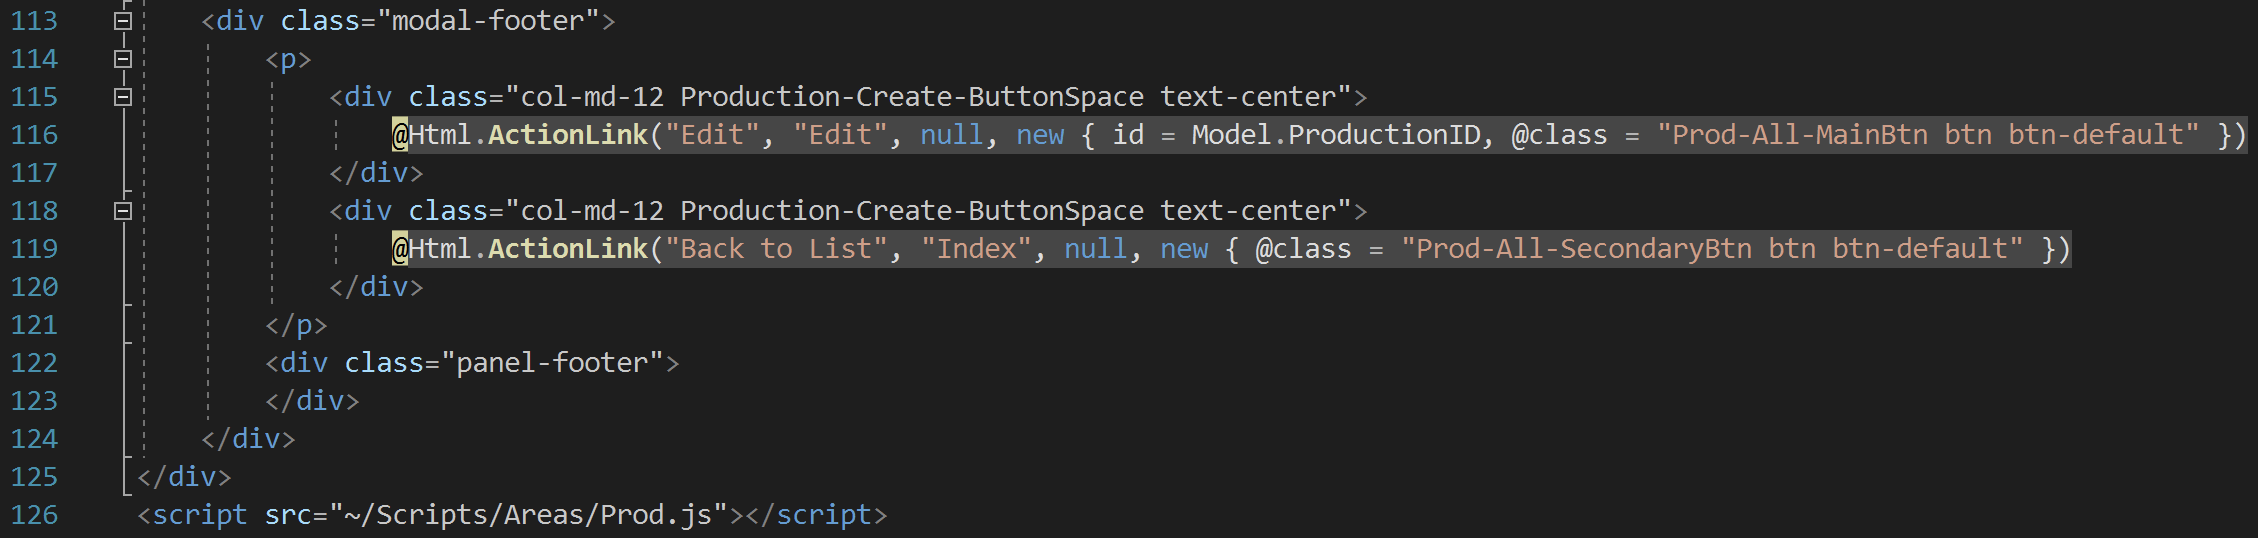 113 <div class="modal-footer">
114 <p>
115 <div class="col-md-12 Production-Create-ButtonSpace text-center">
116 @Html.ActionLink("Edit", "Edit", null, new { id = Model.ProductionID, @class = "Prod-All-MainBtn btn btn-default" })
117 </div>
118 <div class="col-md-12 Production-Create-ButtonSpace text-center">
119 @Html.ActionLink("Back to List", "Index", null, new { @class = "Prod-All-SecondaryBtn btn btn-default" })
120 </div>
121 </p>
122 <div class="panel-footer">
123 </div>
124 </div>
125 </div>
126 <script src="~/Scripts/Areas/Prod.js"></script>